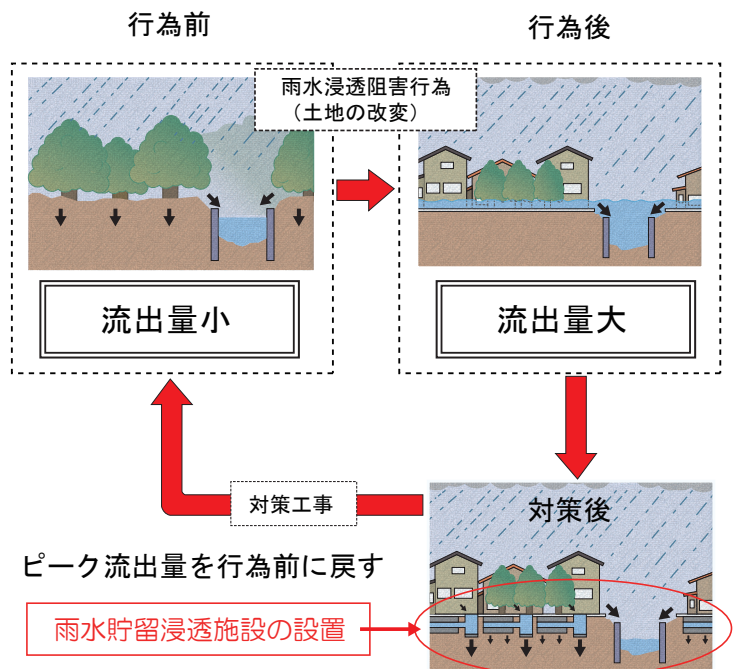 行為前
行為後
雨水浸透阻害行為
（土地の改変）
流出量小
流出量大
対策工事
対策後
ピーク流出量を行為前に戻す
雨水貯留浸透施設の設置